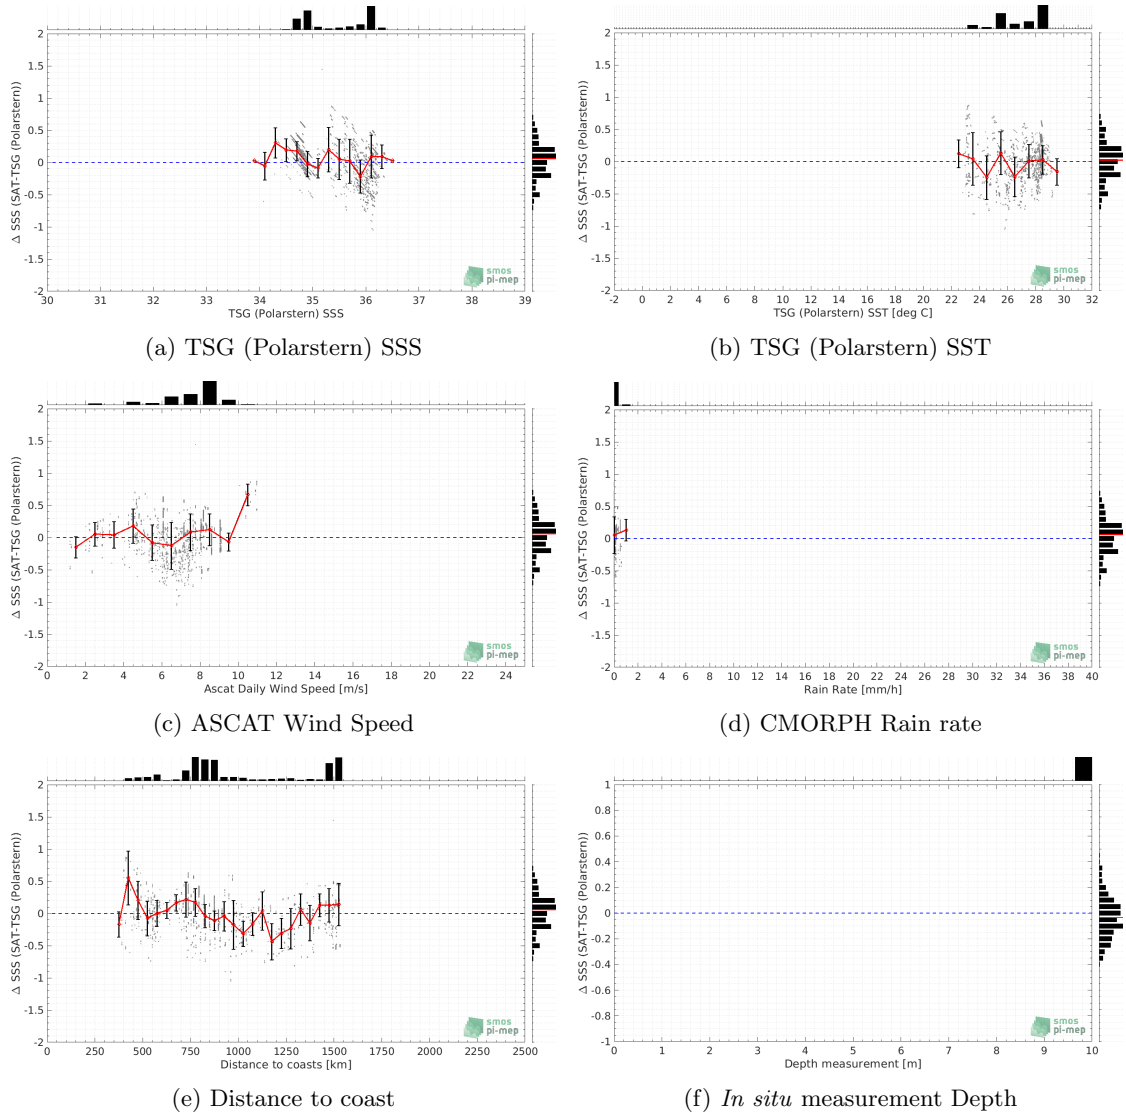 2
1.5
1
0.5
0
-0.5
-1
-1.5
-2
Δ SSS (SAT-TSG (Polarstern))
30 31 32 33 34 35 36 37 38 39
TSG (Polarstern) SSS
smos
pi-mep
(a) TSG (Polarstern) SSS
2
1.5
1
0.5
0
-0.5
-1
-1.5
-2
Δ SSS (SAT-TSG (Polarstern))
-2 0 2 4 6 8 10 12 14 16 18 20 22 24 26 28 30 32
TSG (Polarstern) SST [deg C]
smos
pi-mep
(b) TSG (Polarstern) SST
2
1.5
1
0.5
0
-0.5
-1
-1.5
-2
Δ SSS (SAT-TSG (Polarstern))
0 2 4 6 8 10 12 14 16 18 20 22 24
Ascat Daily Wind Speed [m/s]
smos
pi-mep
(c) ASCAT Wind Speed
2
1.5
1
0.5
0
-0.5
-1
-1.5
-2
Δ SSS (SAT-TSG (Polarstern))
0 2 4 6 8 10 12 14 16 18 20 22 24 26 28 30 32 34 36 38 40
Rain Rate [mm/h]
smos
pi-mep
(d) CMORPH Rain rate
2
1.5
1
0.5
0
-0.5
-1
-1.5
-2
Δ SSS (SAT-TSG (Polarstern))
0 250 500 750 1000 1250 1500 1750 2000 2250 2500
Distance to coasts [km]
smos
pi-mep
(e) Distance to coast
1
0.8
0.6
0.4
0.2
0
-0.2
-0.4
-0.6
-0.8
-1
Δ SSS (SAT-TSG (Polarstern))
0 1 2 3 4 5 6 7 8 9 10
Depth measurement [m]
smos
pi-mep
(f) In situ measurement Depth